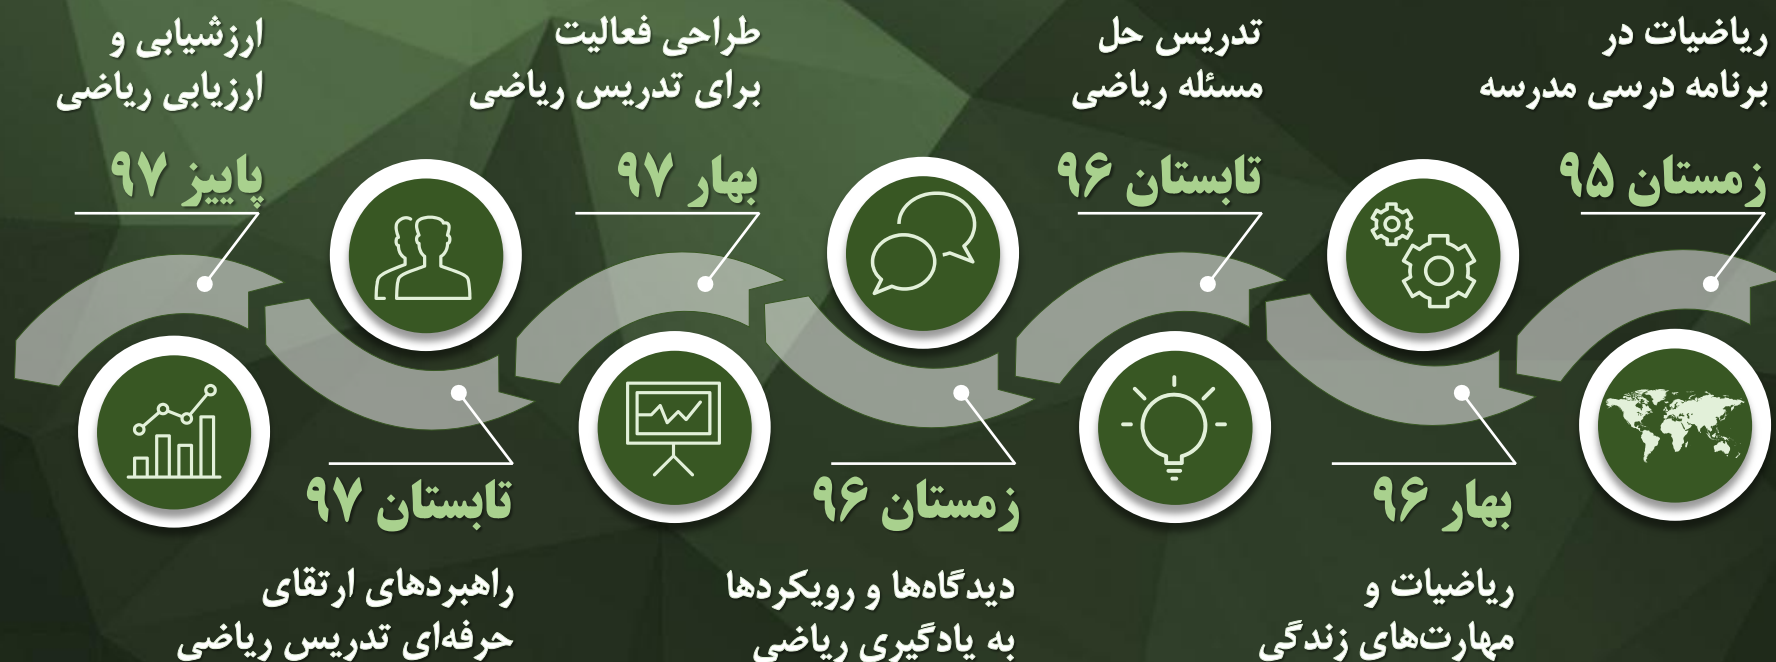 ریاضیات در
برنامه درسی مدرسه
زمستان ۹۵
بهار ۹۶
ریاضیات و
مهارت‌های زندگی
تدریس حل
مسئله ریاضی
تابستان ۹۶
زمستان ۹۶
دیدگاه‌ها و رویکردها
به یادگیری ریاضی
طراحی فعالیت
برای تدریس ریاضی
بهار ۹۷
تابستان ۹۷
راهبردهای ارتقای
حرفه‌ای تدریس ریاضی
ارزشیابی و
ارزیابی ریاضی
پاییز ۹۷